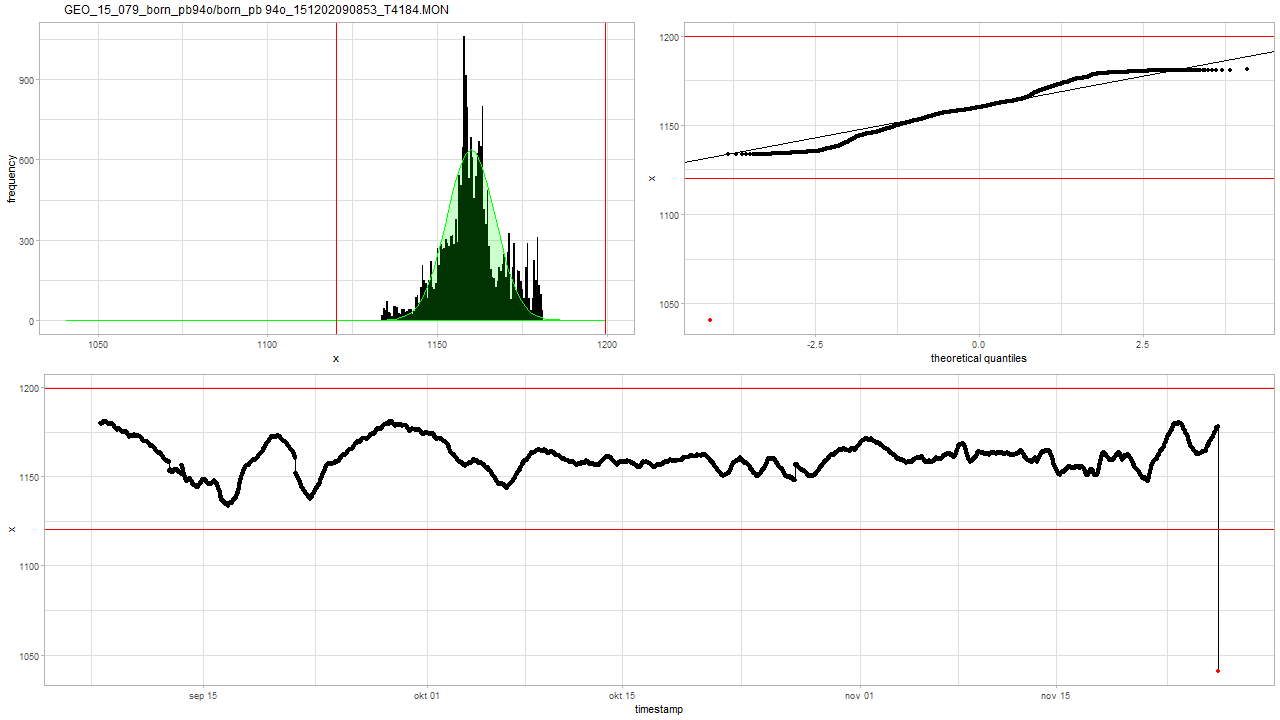 GEO_15_079_born_pb94o/born_pb 94o_151202090853_T4184.MON
frequency
900
600
300
0
1050
1100
1150
1200
x
x
1200
1150
1100
1050
-2.5
0.0
2.5
theoretical quantiles
x
1200
1150
1100
1050
sep 15
okt 01
okt 15
nov 01
nov 15
timestamp